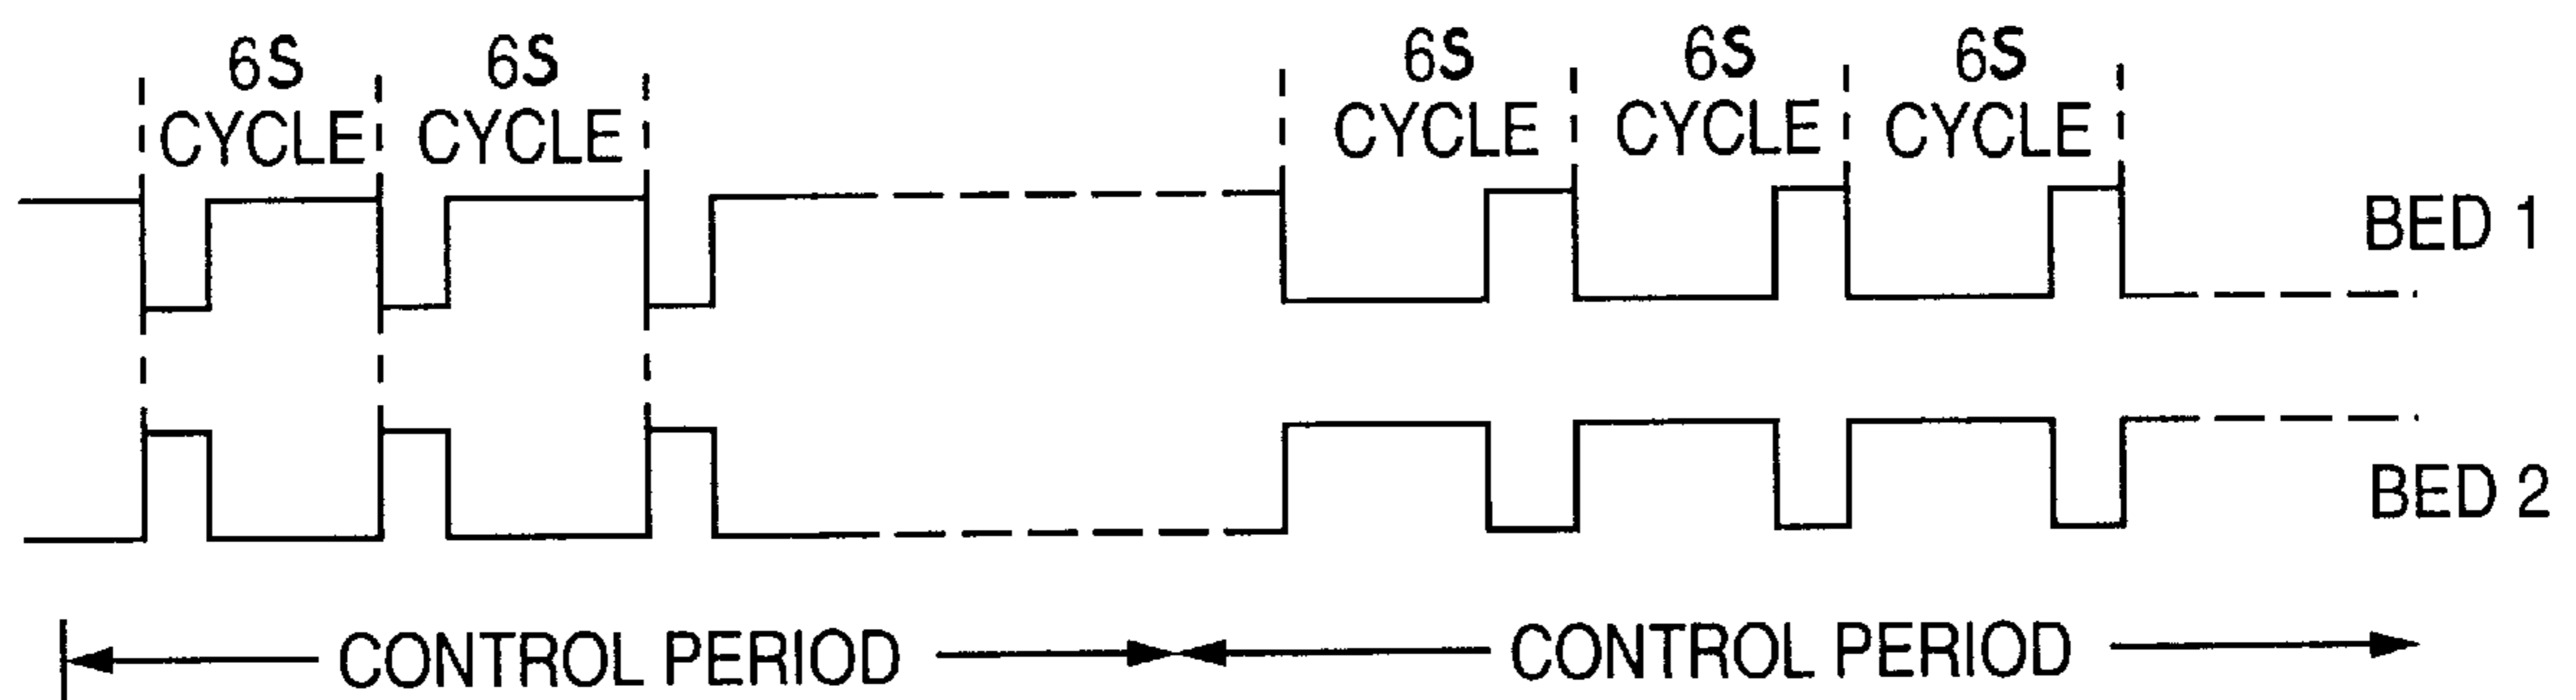 6S
CYCLE
6S
CYCLE
6S
CYCLE
6S
CYCLE
6S
CYCLE
BED 1
BED 2
CONTROL PERIOD
CONTROL PERIOD